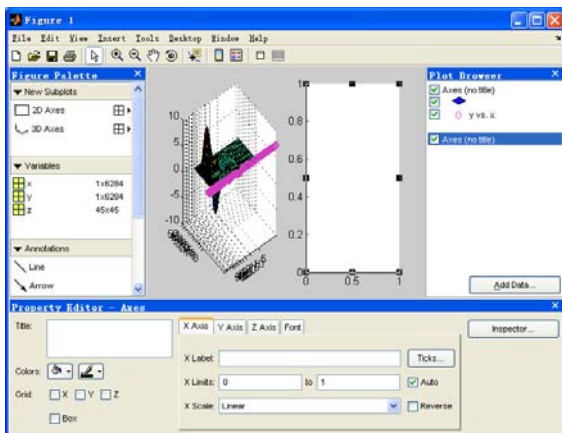 Figure 1
File Edit View Insert Tools Desktop Window Help
Figure Palette
New Subplots
2D Axes
3D Axes
Variables
x 1x6284
y 1x6284
z 45x45
Annotations
Line
Arrow
10
5
0
-5
-10
5
1
0.8
0.6
0.4
0.2
0
0 0.5 1
Plot Browser
Axes (no title)
y vs. x
Axes (no title)
Add Data...
Property Editor - Axes
Title:
Colors:
Grid: X Y Z
Box
X Axis Y Axis Z Axis Font
X Label:
Ticks...
X Limits: 0 to 1
Auto
X Scale: Linear
Reverse
Inspector...